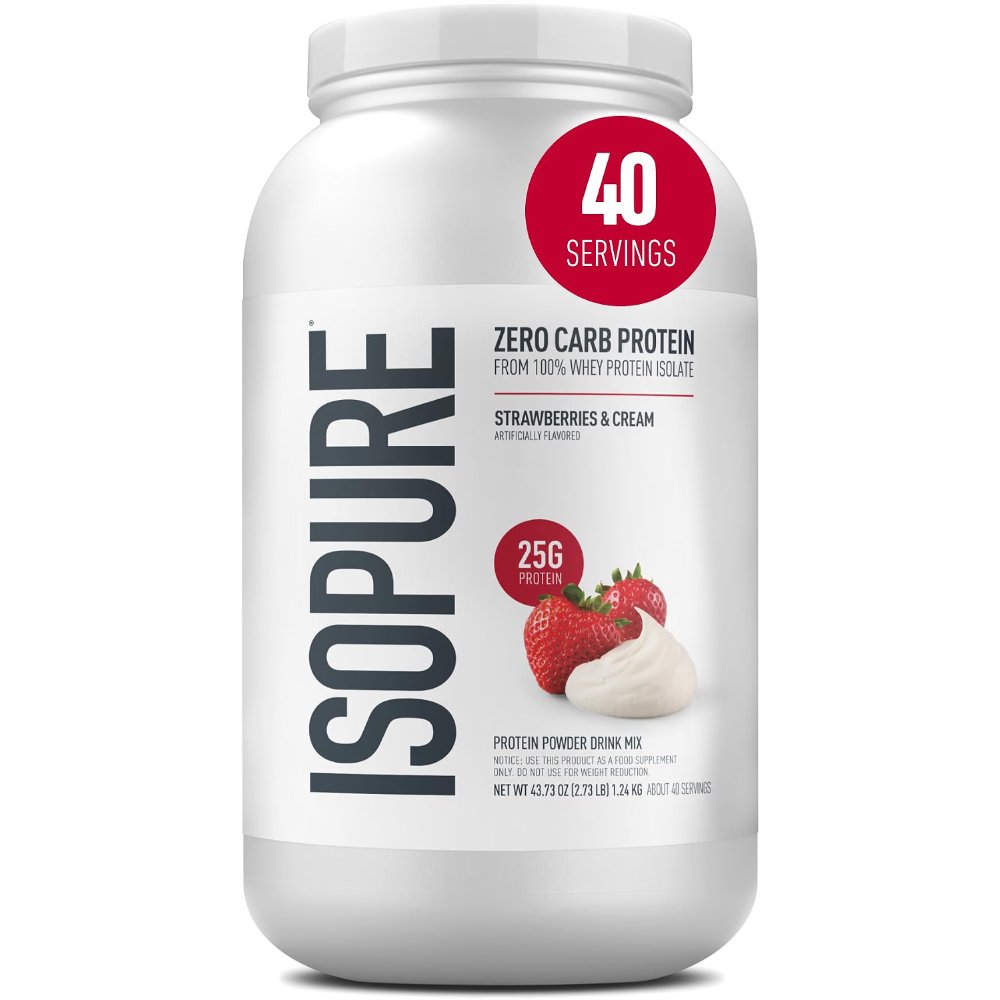 40
SERVINGS
ISOPURE®
ZERO CARB PROTEIN
FROM 100% WHEY PROTEIN ISOLATE
STRAWBERRIES & CREAM
ARTIFICIALLY FLAVORED
25G
PROTEIN
PROTEIN POWDER DRINK MIX
NOTICE: USE THIS PRODUCT AS A FOOD SUPPLEMENT
ONLY. DO NOT USE FOR WEIGHT REDUCTION.
NET WT 43.73 OZ (2.73 LB) 1.24 KG ABOUT 40 SERVINGS